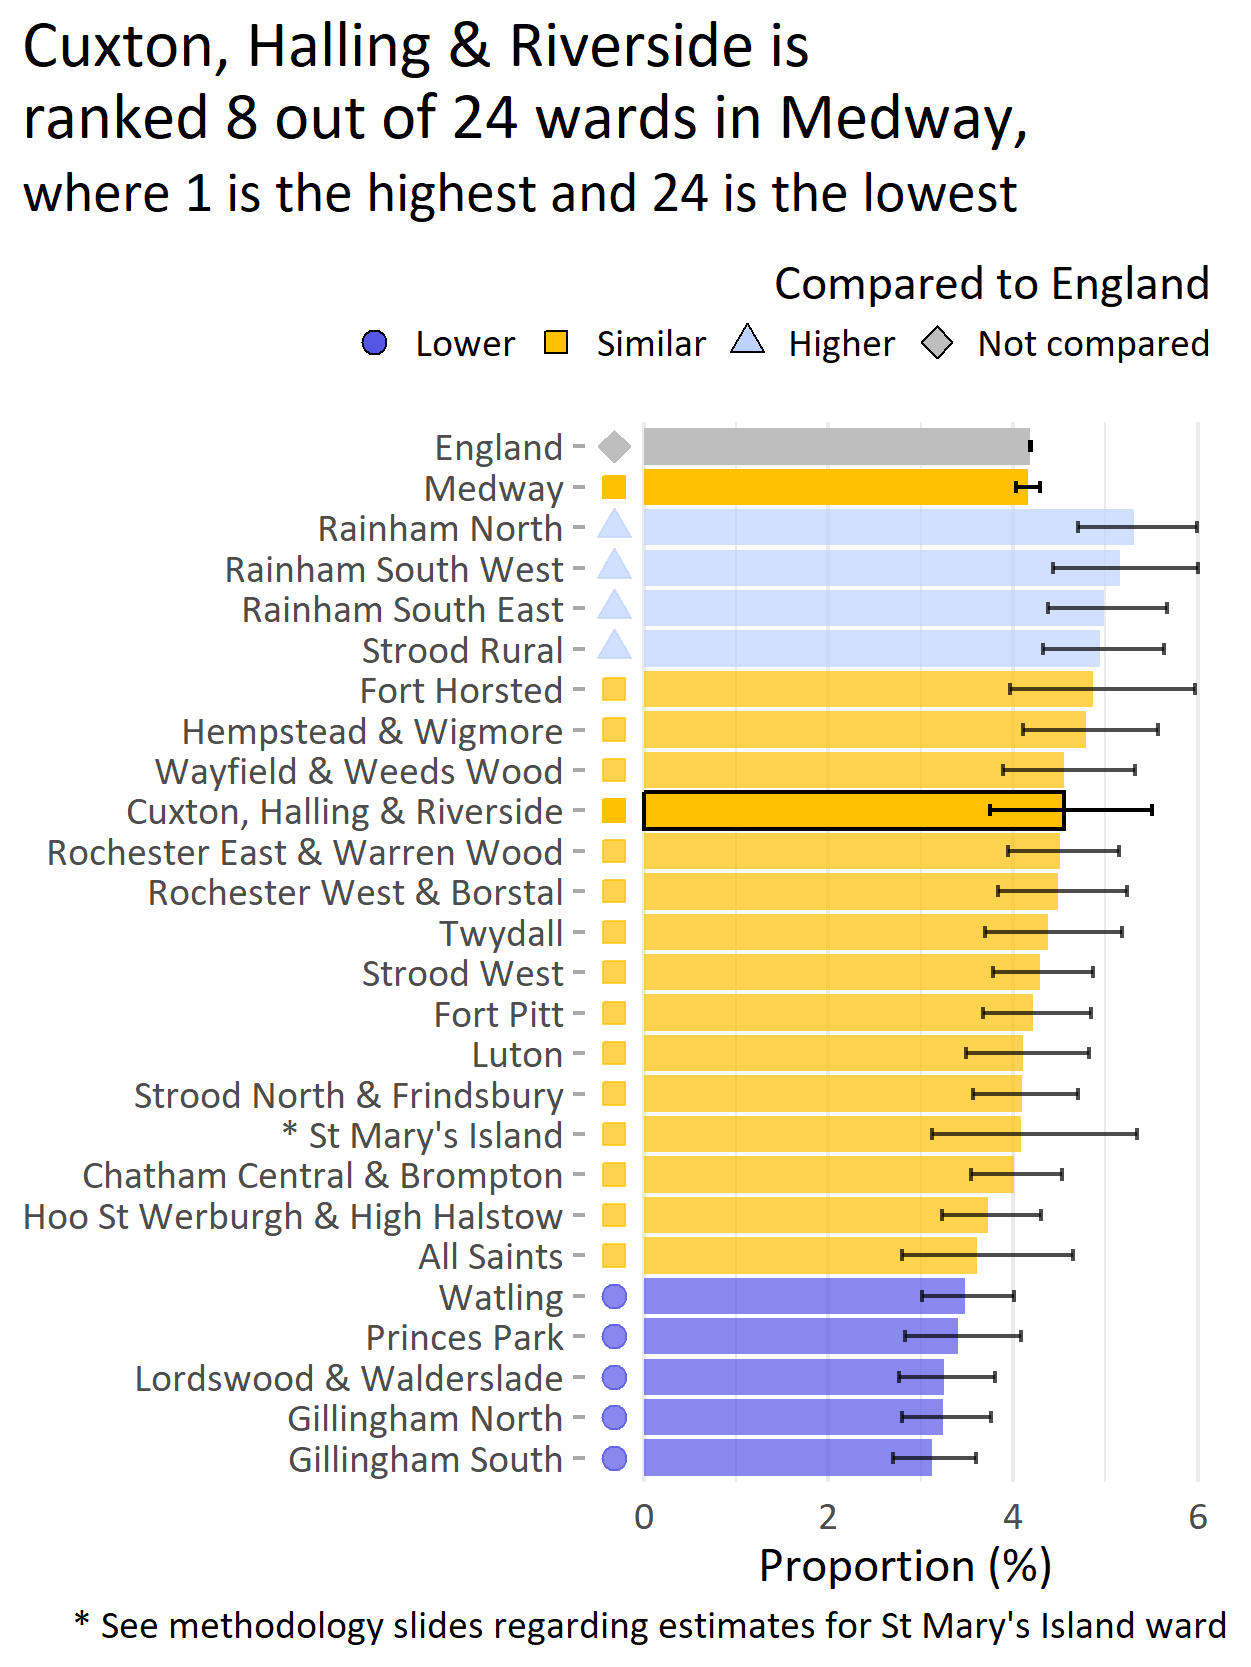 Cuxton, Halling & Riverside is
ranked 8 out of 24 wards in Medway,
where 1 is the highest and 24 is the lowest
Compared to England
Lower Similar Higher Not compared
England
Medway
Rainham North
Rainham South West
Rainham South East
Strood Rural
Fort Horsted
Hempstead & Wigmore
Wayfield & Weeds Wood
Cuxton, Halling & Riverside
Rochester East & Warren Wood
Rochester West & Borstal
Twydall
Strood West
Fort Pitt
Luton
Strood North & Frindsbury
* St Mary's Island
Chatham Central & Brompton
Hoo St Werburgh & High Halstow
All Saints
Watling
Princes Park
Lordswood & Walderslade
Gillingham North
Gillingham South
0 2 4 6
Proportion (%)
* See methodology slides regarding estimates for St Mary's Island ward